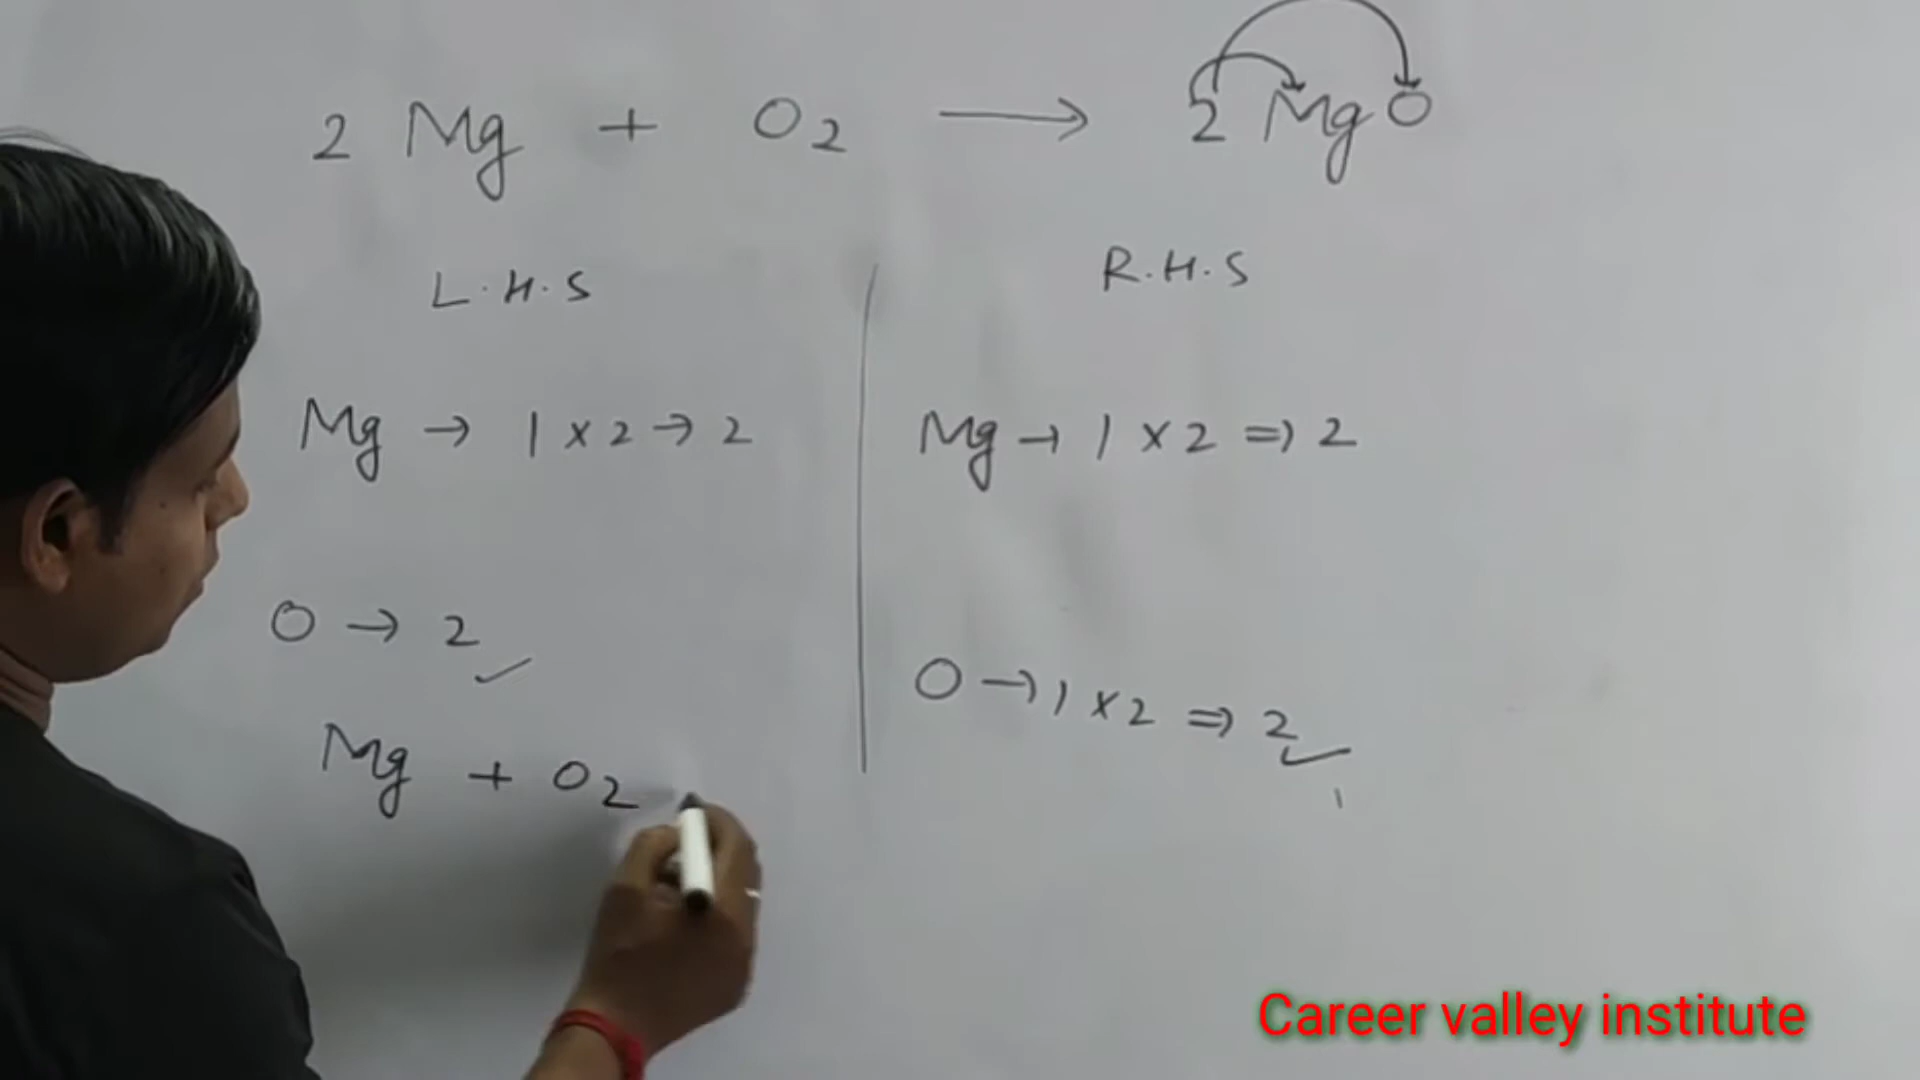 2 Mg + O2 → 2 MgO
L.H.S
R.H.S
Mg → 1 x 2 → 2
Mg → 1 x 2 => 2
O → 2 ✓
O → 1 x 2 => 2 ✓
Mg + O2
Career valley institute